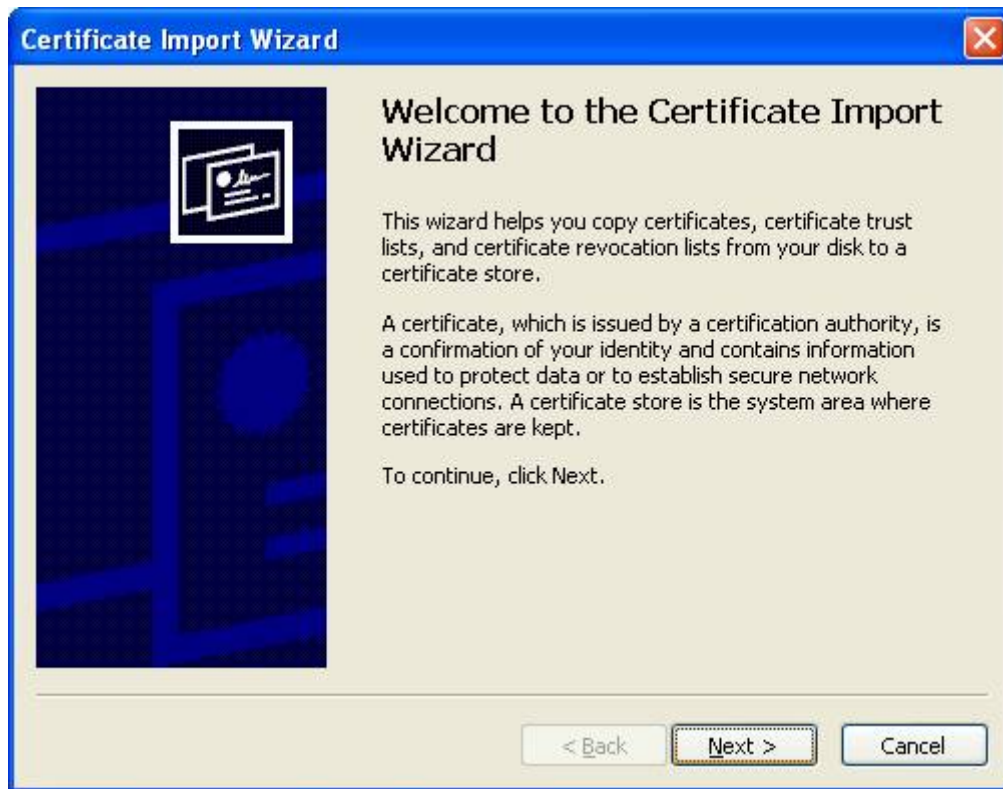 Certificate Import Wizard
Welcome to the Certificate Import
Wizard
This wizard helps you copy certificates, certificate trust
lists, and certificate revocation lists from your disk to a
certificate store.
A certificate, which is issued by a certification authority, is
a confirmation of your identity and contains information
used to protect data or to establish secure network
connections. A certificate store is the system area where
certificates are kept.
To continue, click Next.
< Back
Next >
Cancel